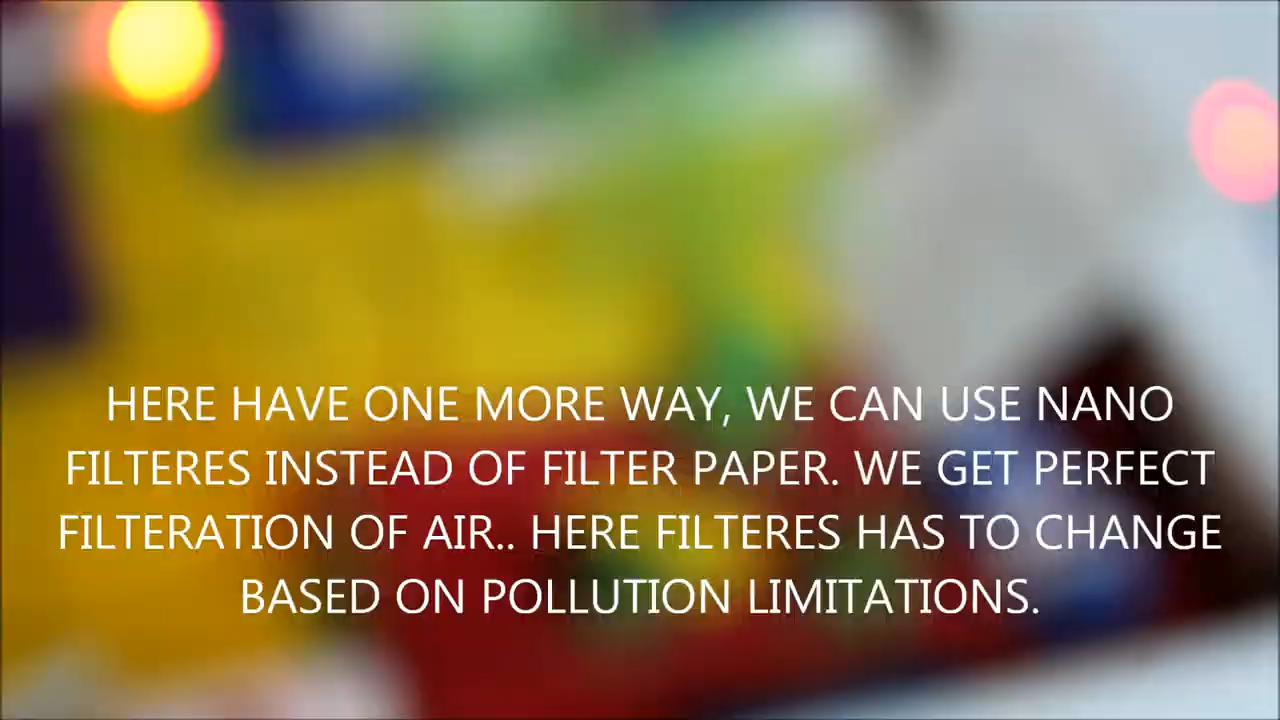 HERE HAVE ONE MORE WAY, WE CAN USE NANO
FILTERES INSTEAD OF FILTER PAPER. WE GET PERFECT
FILTERATION OF AIR.. HERE FILTERES HAS TO CHANGE
BASED ON POLLUTION LIMITATIONS.